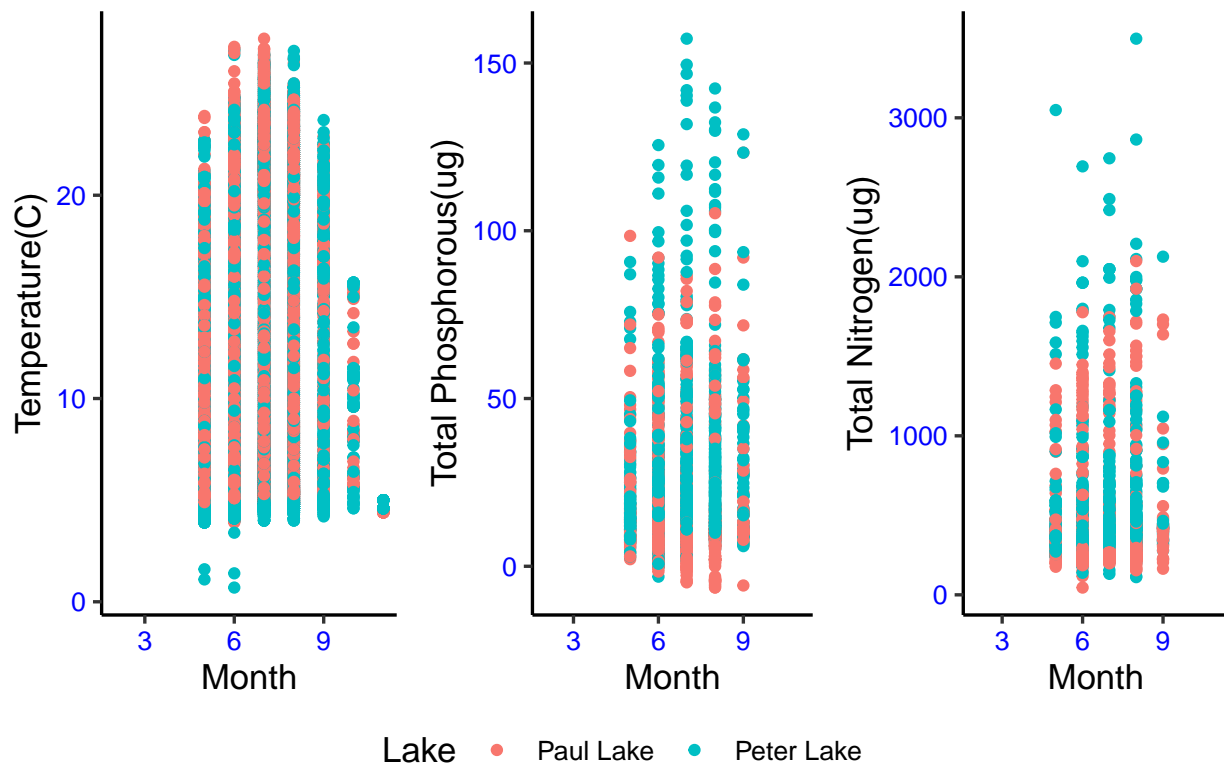 Temperature(C)
20
10
0
3 6 9
Month
Total Phosphorous(ug)
150
100
50
0
3 6 9
Month
Total Nitrogen(ug)
3000
2000
1000
0
3 6 9
Month
Lake Paul Lake Peter Lake